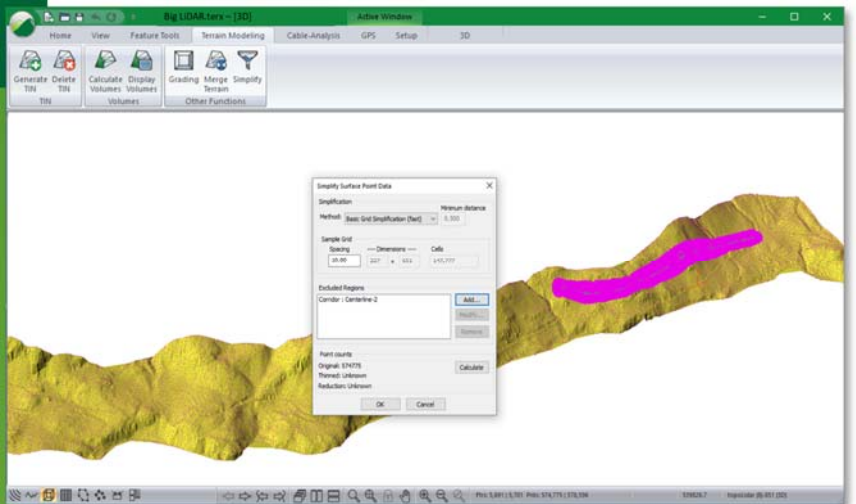 Big LiDAR.terx - [3D]
Active Window
Home View Feature Tools Terrain Modeling Cable-Analysis GPS Setup 3D
Generate TIN
Delete TIN
Calculate Volumes
Display Volumes
Grading
Merge Terrain
Simplify
TIN
Volumes
Other Functions
Simplify Surface Point Data
Simplification
Minimum distance
Method: Basic Grid Simplification (fast) 0.300
Sample Grid
Spacing Dimensions Cells
10.00
Excluded Regions
Corridor : Centerline-2
Add...
Modify...
Remove
Point counts
Original: 574775
Thinned: Unknown
Reduction: Unknown
Calculate
OK Cancel